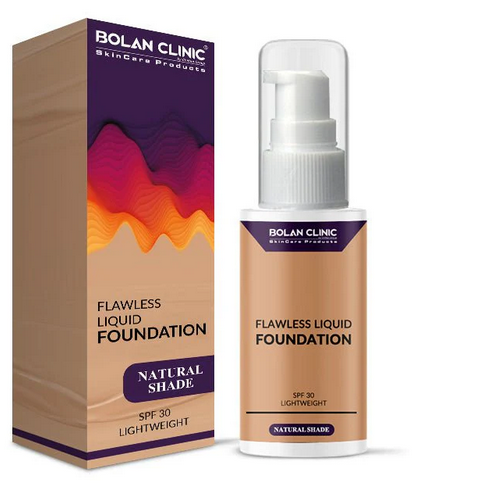 BOLAN CLINIC®
SkinCare Products
FLAWLESS
LIQUID
FOUNDATION
NATURAL
SHADE
SPF 30
LIGHTWEIGHT
BOLAN CLINIC
SkinCare Products
FLAWLESS LIQUID
FOUNDATION
SPF 30
LIGHTWEIGHT
NATURAL SHADE